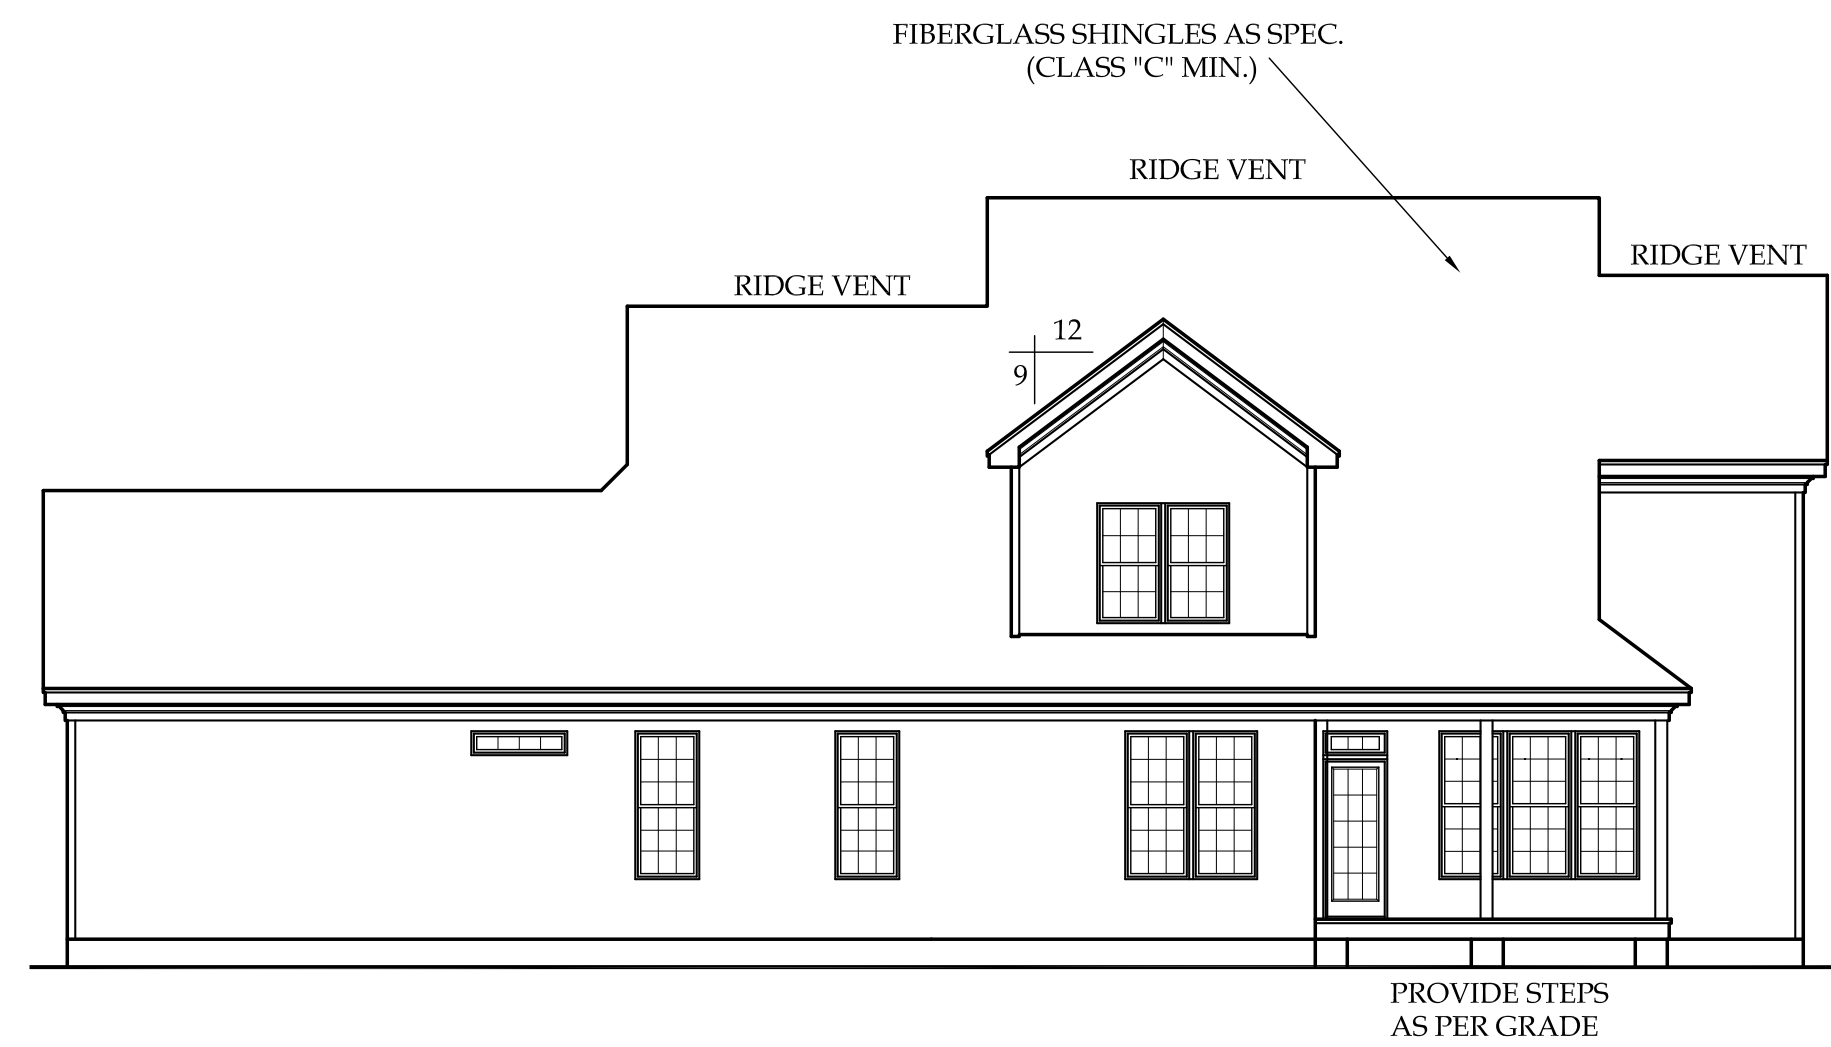 FIBERGLASS SHINGLES AS SPEC.
(CLASS "C" MIN.)
RIDGE VENT
RIDGE VENT
RIDGE VENT
12
9
PROVIDE STEPS
AS PER GRADE